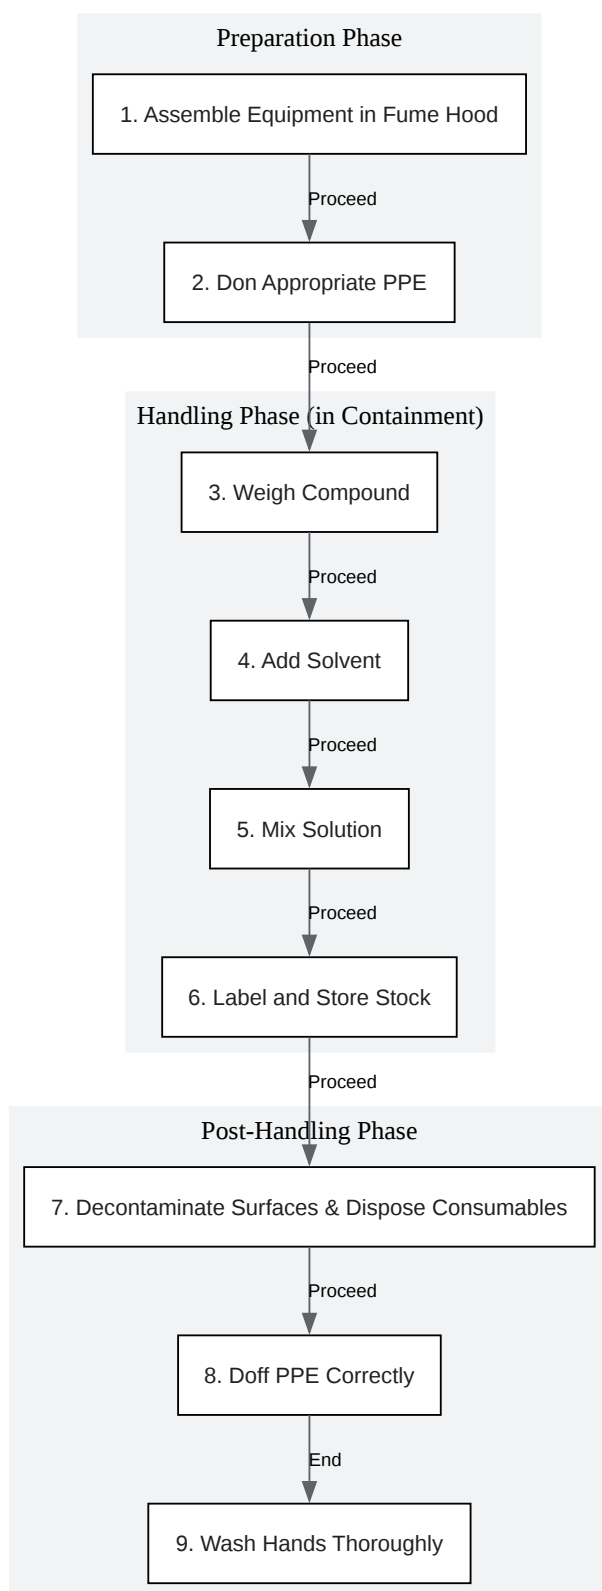 Preparation Phase
1. Assemble Equipment in Fume Hood
Proceed
2. Don Appropriate PPE
Proceed
Handling Phase (in Containment)
3. Weigh Compound
Proceed
4. Add Solvent
Proceed
5. Mix Solution
Proceed
6. Label and Store Stock
Proceed
Post-Handling Phase
7. Decontaminate Surfaces & Dispose Consumables
Proceed
8. Doff PPE Correctly
End
9. Wash Hands Thoroughly